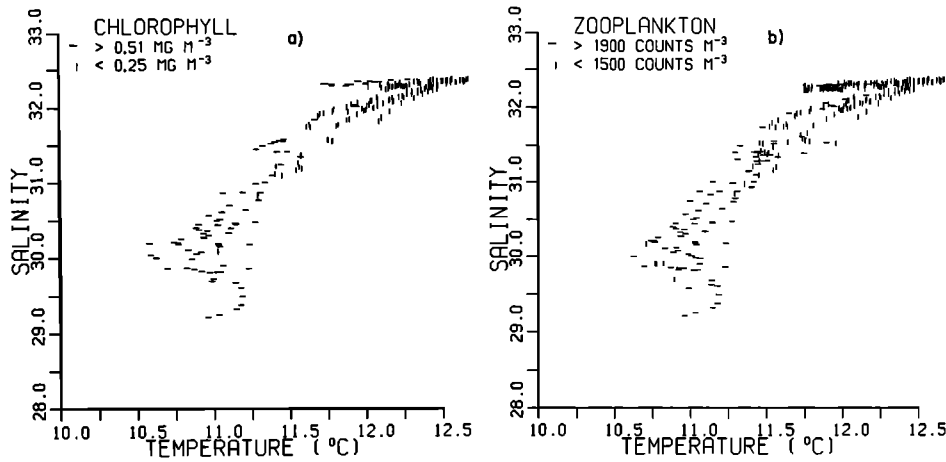 CHLOROPHYLL
a)
– > 0.51 MG M⁻³
ı < 0.25 MG M⁻³
SALINITY
33.0
32.0
31.0
30.0
29.0
28.0
10.0 10.5 11.0 11.5 12.0 12.5
TEMPERATURE (°C)
ZOOPLANKTON
b)
– > 1900 COUNTS M⁻³
ı < 1500 COUNTS M⁻³
SALINITY
33.0
32.0
31.0
30.0
29.0
28.0
10.0 10.5 11.0 11.5 12.0 12.5
TEMPERATURE (°C)